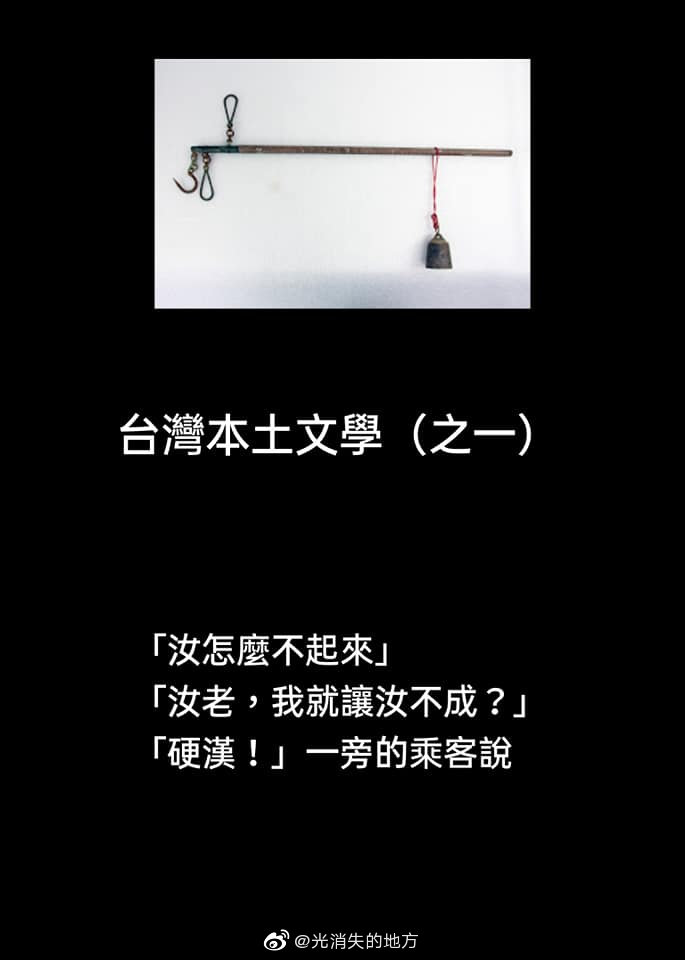 台灣本土文學（之一）
「汝怎麼不起來」
「汝老，我就讓汝不成？」
「硬漢！」一旁的乘客說
@光消失的地方